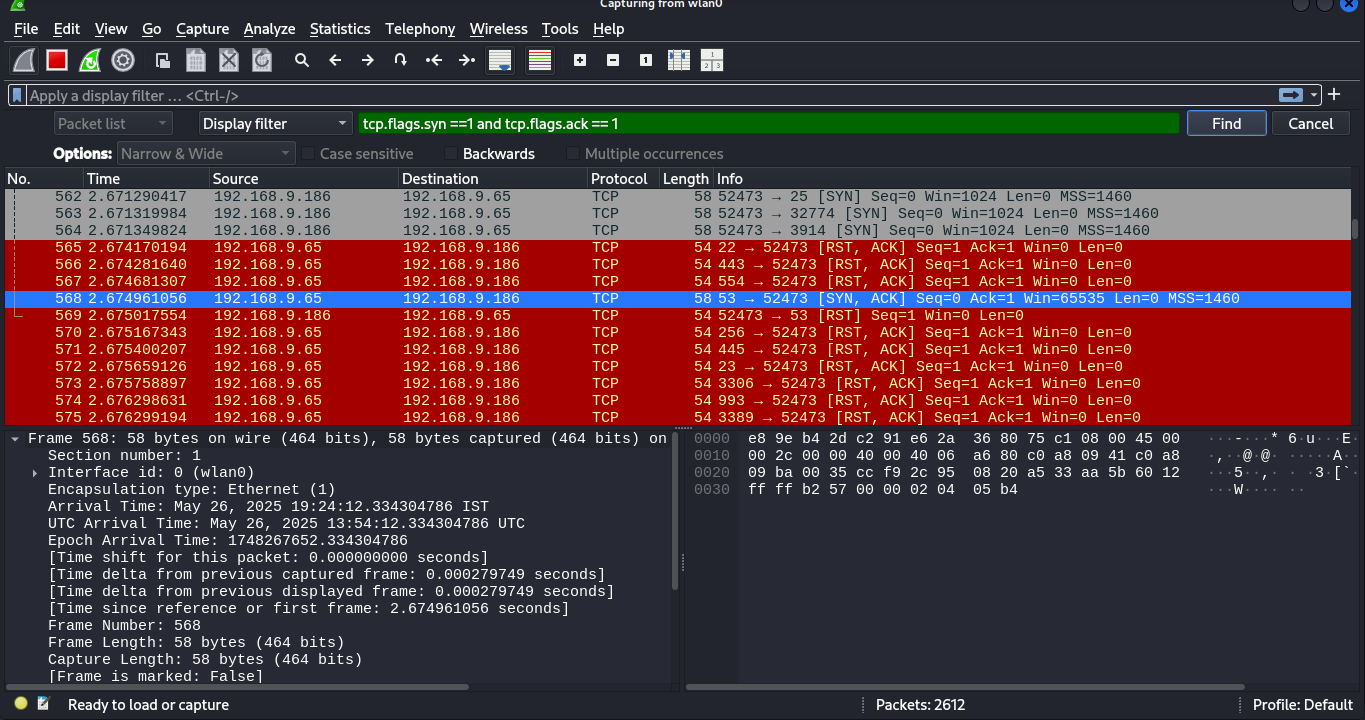 Capturing from wlan0
File Edit View Go Capture Analyze Statistics Telephony Wireless Tools Help
Apply a display filter … <Ctrl-/>
Packet list Display filter tcp.flags.syn ==1 and tcp.flags.ack == 1 Find Cancel
Options: Narrow & Wide Case sensitive Backwards Multiple occurrences
No. Time Source Destination Protocol Length Info
562 2.671290417 192.168.9.186 192.168.9.65 TCP 58 52473 → 25 [SYN] Seq=0 Win=1024 Len=0 MSS=1460
563 2.671319984 192.168.9.186 192.168.9.65 TCP 58 52473 → 32774 [SYN] Seq=0 Win=1024 Len=0 MSS=1460
564 2.671349824 192.168.9.186 192.168.9.65 TCP 58 52473 → 3914 [SYN] Seq=0 Win=1024 Len=0 MSS=1460
565 2.674170194 192.168.9.65 192.168.9.186 TCP 54 22 → 52473 [RST, ACK] Seq=1 Ack=1 Win=0 Len=0
566 2.674281640 192.168.9.65 192.168.9.186 TCP 54 443 → 52473 [RST, ACK] Seq=1 Ack=1 Win=0 Len=0
567 2.674681307 192.168.9.65 192.168.9.186 TCP 54 554 → 52473 [RST, ACK] Seq=1 Ack=1 Win=0 Len=0
568 2.674961056 192.168.9.65 192.168.9.186 TCP 58 53 → 52473 [SYN, ACK] Seq=0 Ack=1 Win=65535 Len=0 MSS=1460
569 2.675017554 192.168.9.186 192.168.9.65 TCP 54 52473 → 53 [RST] Seq=1 Win=0 Len=0
570 2.675167343 192.168.9.65 192.168.9.186 TCP 54 256 → 52473 [RST, ACK] Seq=1 Ack=1 Win=0 Len=0
571 2.675400207 192.168.9.65 192.168.9.186 TCP 54 445 → 52473 [RST, ACK] Seq=1 Ack=1 Win=0 Len=0
572 2.675659126 192.168.9.65 192.168.9.186 TCP 54 23 → 52473 [RST, ACK] Seq=1 Ack=1 Win=0 Len=0
573 2.675758897 192.168.9.65 192.168.9.186 TCP 54 3306 → 52473 [RST, ACK] Seq=1 Ack=1 Win=0 Len=0
574 2.676298631 192.168.9.65 192.168.9.186 TCP 54 993 → 52473 [RST, ACK] Seq=1 Ack=1 Win=0 Len=0
575 2.676299194 192.168.9.65 192.168.9.186 TCP 54 3389 → 52473 [RST, ACK] Seq=1 Ack=1 Win=0 Len=0
Frame 568: 58 bytes on wire (464 bits), 58 bytes captured (464 bits) on
Section number: 1
Interface id: 0 (wlan0)
Encapsulation type: Ethernet (1)
Arrival Time: May 26, 2025 19:24:12.334304786 IST
UTC Arrival Time: May 26, 2025 13:54:12.334304786 UTC
Epoch Arrival Time: 1748267652.334304786
[Time shift for this packet: 0.000000000 seconds]
[Time delta from previous captured frame: 0.000279749 seconds]
[Time delta from previous displayed frame: 0.000279749 seconds]
[Time since reference or first frame: 2.674961056 seconds]
Frame Number: 568
Frame Length: 58 bytes (464 bits)
Capture Length: 58 bytes (464 bits)
[Frame is marked: False]
0000 e8 9e b4 2d c2 91 e6 2a 36 80 75 c1 08 00 45 00 ···-···* 6·u···E·
0010 00 2c 00 00 40 00 40 06 a6 80 c0 a8 09 41 c0 a8 ·,··@·@· ·····A··
0020 09 ba 00 35 cc f9 2c 95 08 20 a5 33 aa 5b 60 12 ···5··,· · ·3·[`·
0030 ff ff b2 57 00 00 02 04 05 b4 ···W···· ··
Ready to load or capture Packets: 2612 Profile: Default